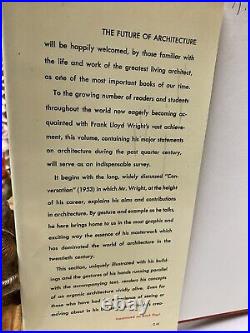 THE FUTURE OF ARCHITECTURE
will be happily welcomed, by those familiar
with the life and work of the greatest living architect,
as one of the most important books of our time.
To the growing number of readers and students
throughout the world now eagerly becoming ac-
quainted with Frank Lloyd Wright's vast achieve-
ment, this volume, containing his major statements
on architecture during the past quarter century,
will serve as an indispensable survey.
It begins with the long, widely discussed "Con-
versation" (1953) in which Mr. Wright, at the height
of his career, explains his aims and contributions
in architecture. By gesture and example as he talks,
he here brings home to us in the most graphic and
exciting way the essence of his masterwork which
has dominated the world of architecture in the
twentieth century.
This section, uniquely illustrated with his build-
ings and the gestures of his hands running parallel
with the accompanying text, renders his concepts
of an organic architecture vividly alive. Even for
those who have been
moving about in his